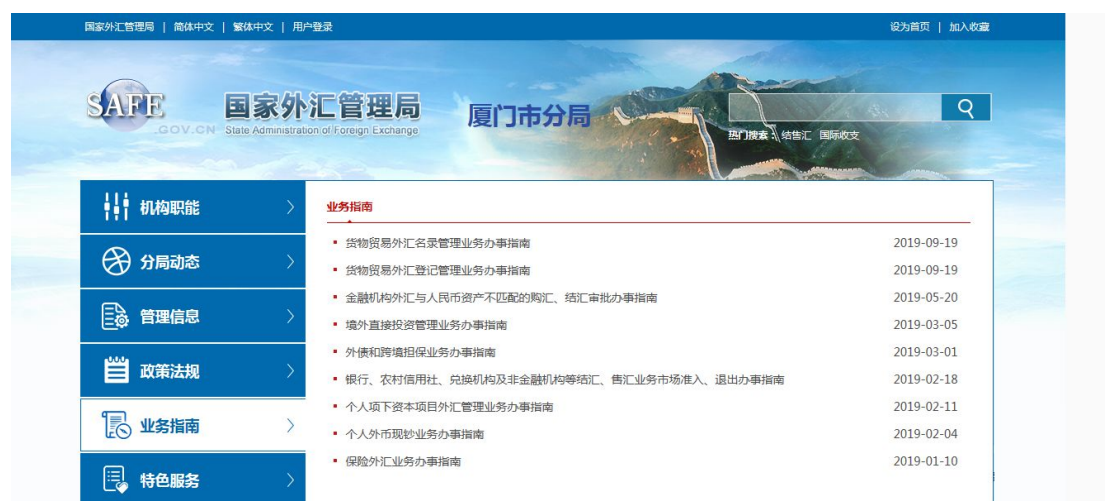 国家外汇管理局 | 简体中文 | 繁体中文 | 用户登录
设为首页 | 加入收藏
SAFE
.GOV.CN
国家外汇管理局
State Administration of Foreign Exchange
厦门市分局
热门搜索： 结售汇 国际收支
机构职能
分局动态
管理信息
政策法规
业务指南
特色服务
业务指南
货物贸易外汇名录管理业务办事指南 2019-09-19
货物贸易外汇登记管理业务办事指南 2019-09-19
金融机构外汇与人民币资产不匹配的购汇、结汇审批办事指南 2019-05-20
境外直接投资管理业务办事指南 2019-03-05
外债和跨境担保业务办事指南 2019-03-01
银行、农村信用社、兑换机构及非金融机构等结汇、售汇业务市场准入、退出办事指南 2019-02-18
个人项下资本项目外汇管理业务办事指南 2019-02-11
个人外币现钞业务办事指南 2019-02-04
保险外汇业务办事指南 2019-01-10